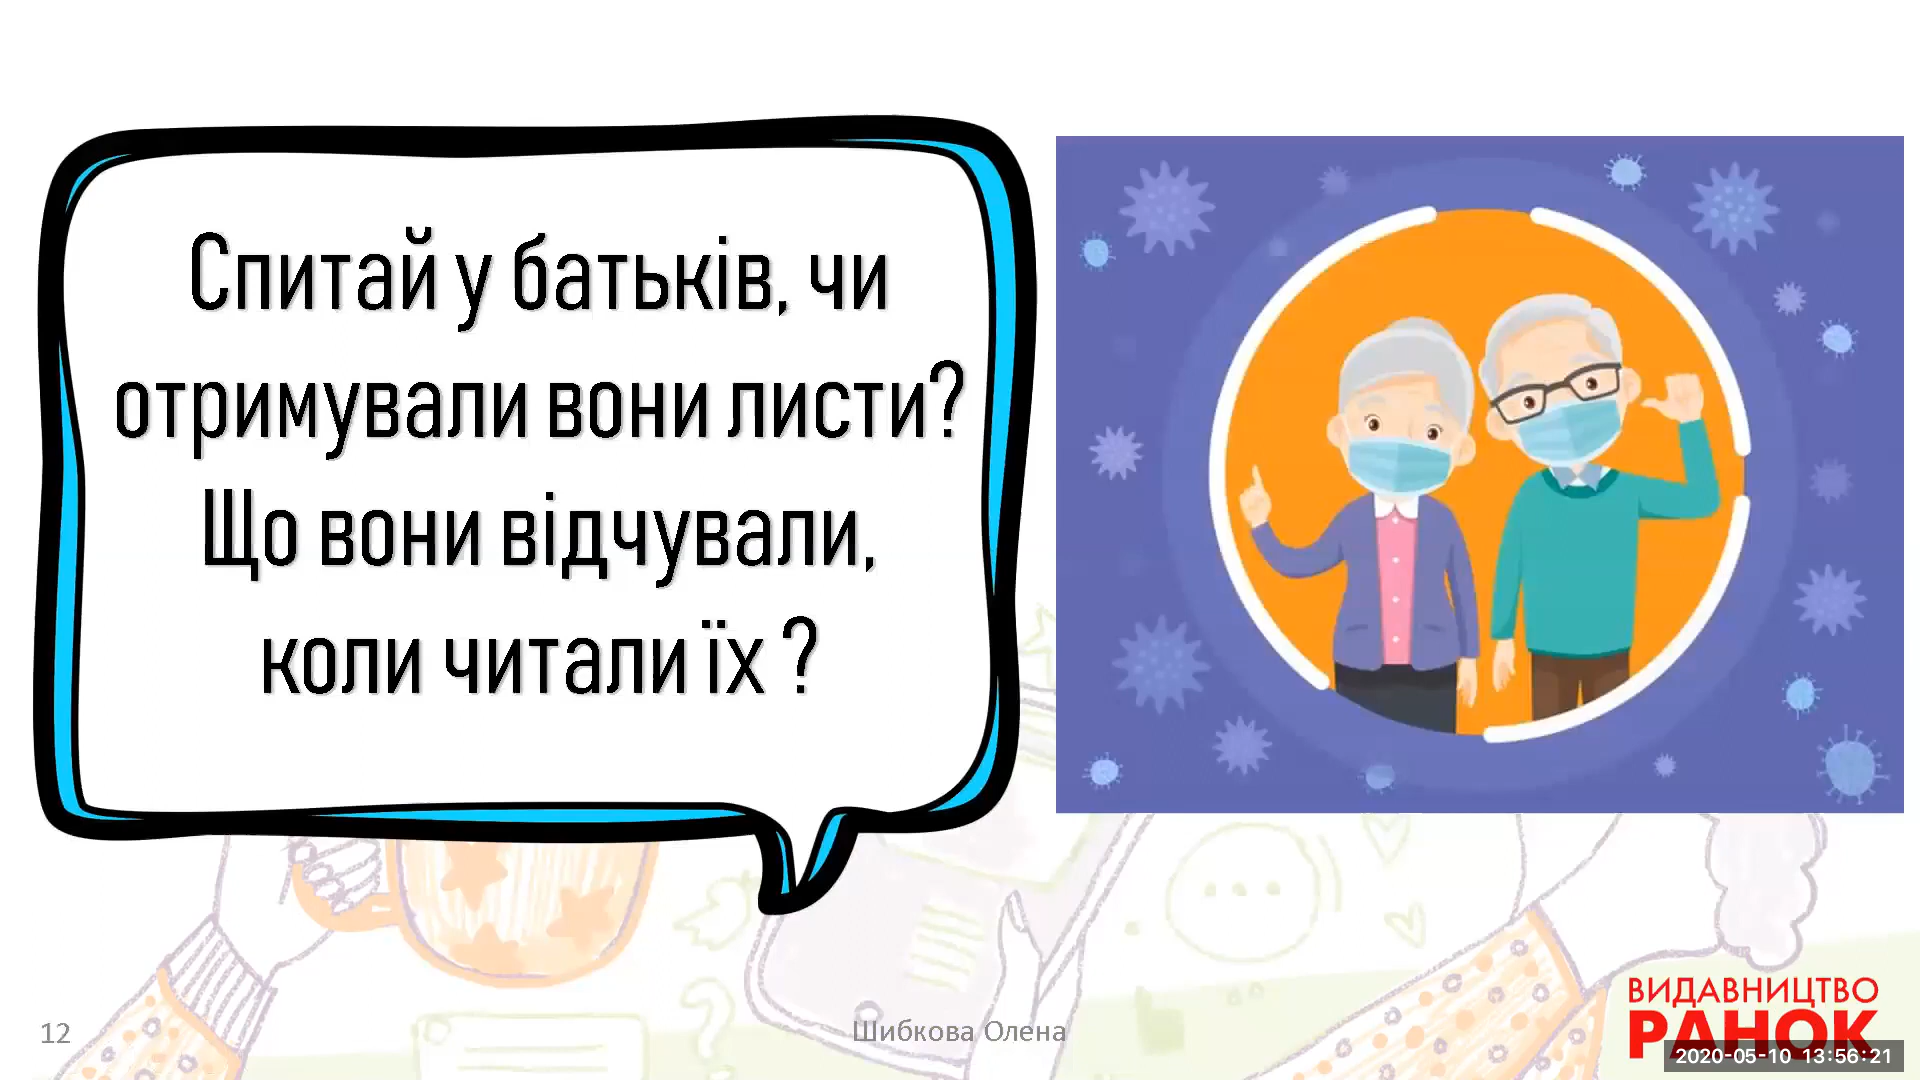 Спитай у батьків, чи
отримували вони листи?
Що вони відчували,
коли читали їх ?
12
Шибкова Олена
ВИДАВНИЦТВО
РАНОК
2020-05-10 13:56:21